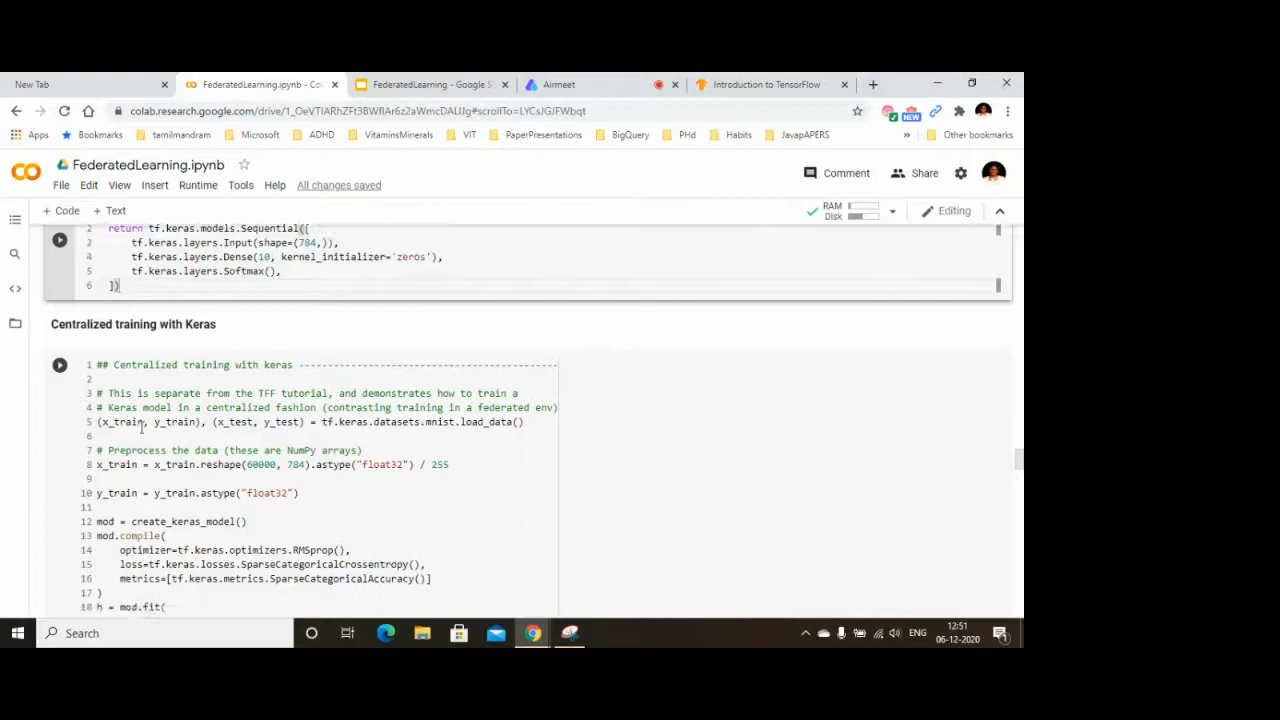 New Tab
FederatedLearning.ipynb - Co
FederatedLearning - Google S
Airmeet
Introduction to TensorFlow
colab.research.google.com/drive/1_OeVTIARhZFt3BWflAr6z2aWmcDALUg#scrollTo=LYCsJGJFWbqt
NEW
Apps
Bookmarks
tamilmandram
Microsoft
ADHD
VitaminsMinerals
VIT
PaperPresentations
BigQuery
PHd
Habits
JavapAPERS
»
Other bookmarks
FederatedLearning.ipynb
Comment
Share
File Edit View Insert Runtime Tools Help All changes saved
+ Code + Text
RAM
Disk
Editing
2 return tf.keras.models.Sequential([
2 tf.keras.layers.Input(shape=(784,)),
4 tf.keras.layers.Dense(10, kernel_initializer='zeros'),
5 tf.keras.layers.Softmax(),
6 ])
Centralized training with Keras
1 ## Centralized training with keras ---------------------------------------------
2
3 # This is separate from the TFF tutorial, and demonstrates how to train a
4 # Keras model in a centralized fashion (contrasting training in a federated env)
5 (x_train, y_train), (x_test, y_test) = tf.keras.datasets.mnist.load_data()
6
7 # Preprocess the data (these are NumPy arrays)
8 x_train = x_train.reshape(60000, 784).astype("float32") / 255
9
10 y_train = y_train.astype("float32")
11
12 mod = create_keras_model()
13 mod.compile(
14 optimizer=tf.keras.optimizers.RMSprop(),
15 loss=tf.keras.losses.SparseCategoricalCrossentropy(),
16 metrics=[tf.keras.metrics.SparseCategoricalAccuracy()]
17 )
18 h = mod.fit(
Search
ENG
12:51
06-12-2020
1